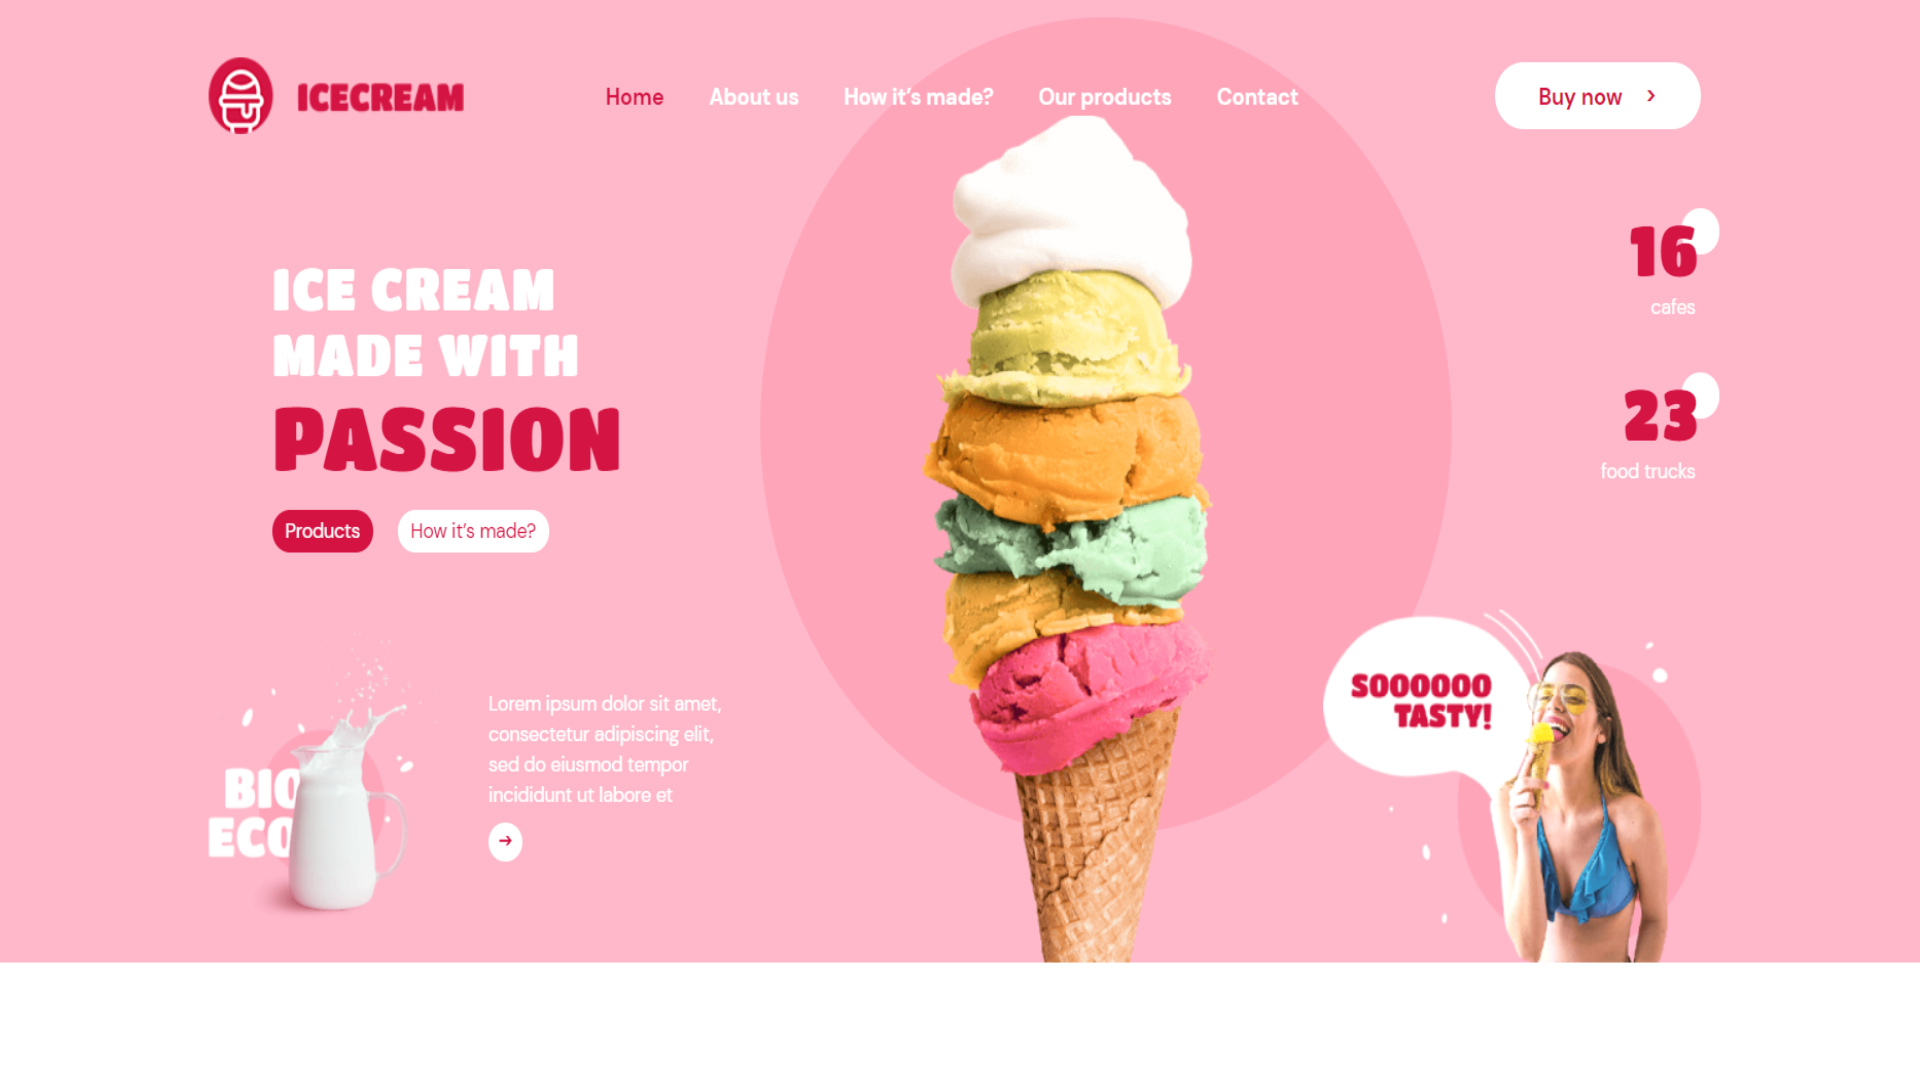 ICECREAM
Home
About us
How it's made?
Our products
Contact
Buy now
ICE CREAM
MADE WITH
PASSION
Products
How it's made?
16
cafes
23
food trucks
BIO
ECO
Lorem ipsum dolor sit amet,
consectetur adipiscing elit,
sed do eiusmod tempor
incididunt ut labore et
SOOOOOO
TASTY!